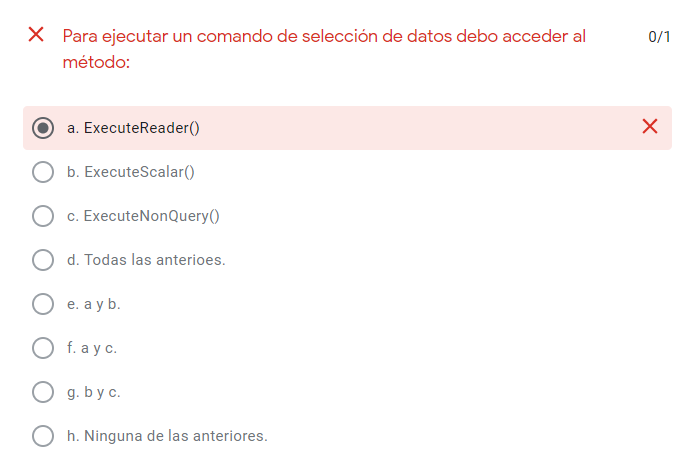 Para ejecutar un comando de selección de datos debo acceder al
método:
0/1
a. ExecuteReader()
b. ExecuteScalar()
c. ExecuteNonQuery()
d. Todas las anterioes.
e. a y b.
f. a y c.
g. b y c.
h. Ninguna de las anteriores.